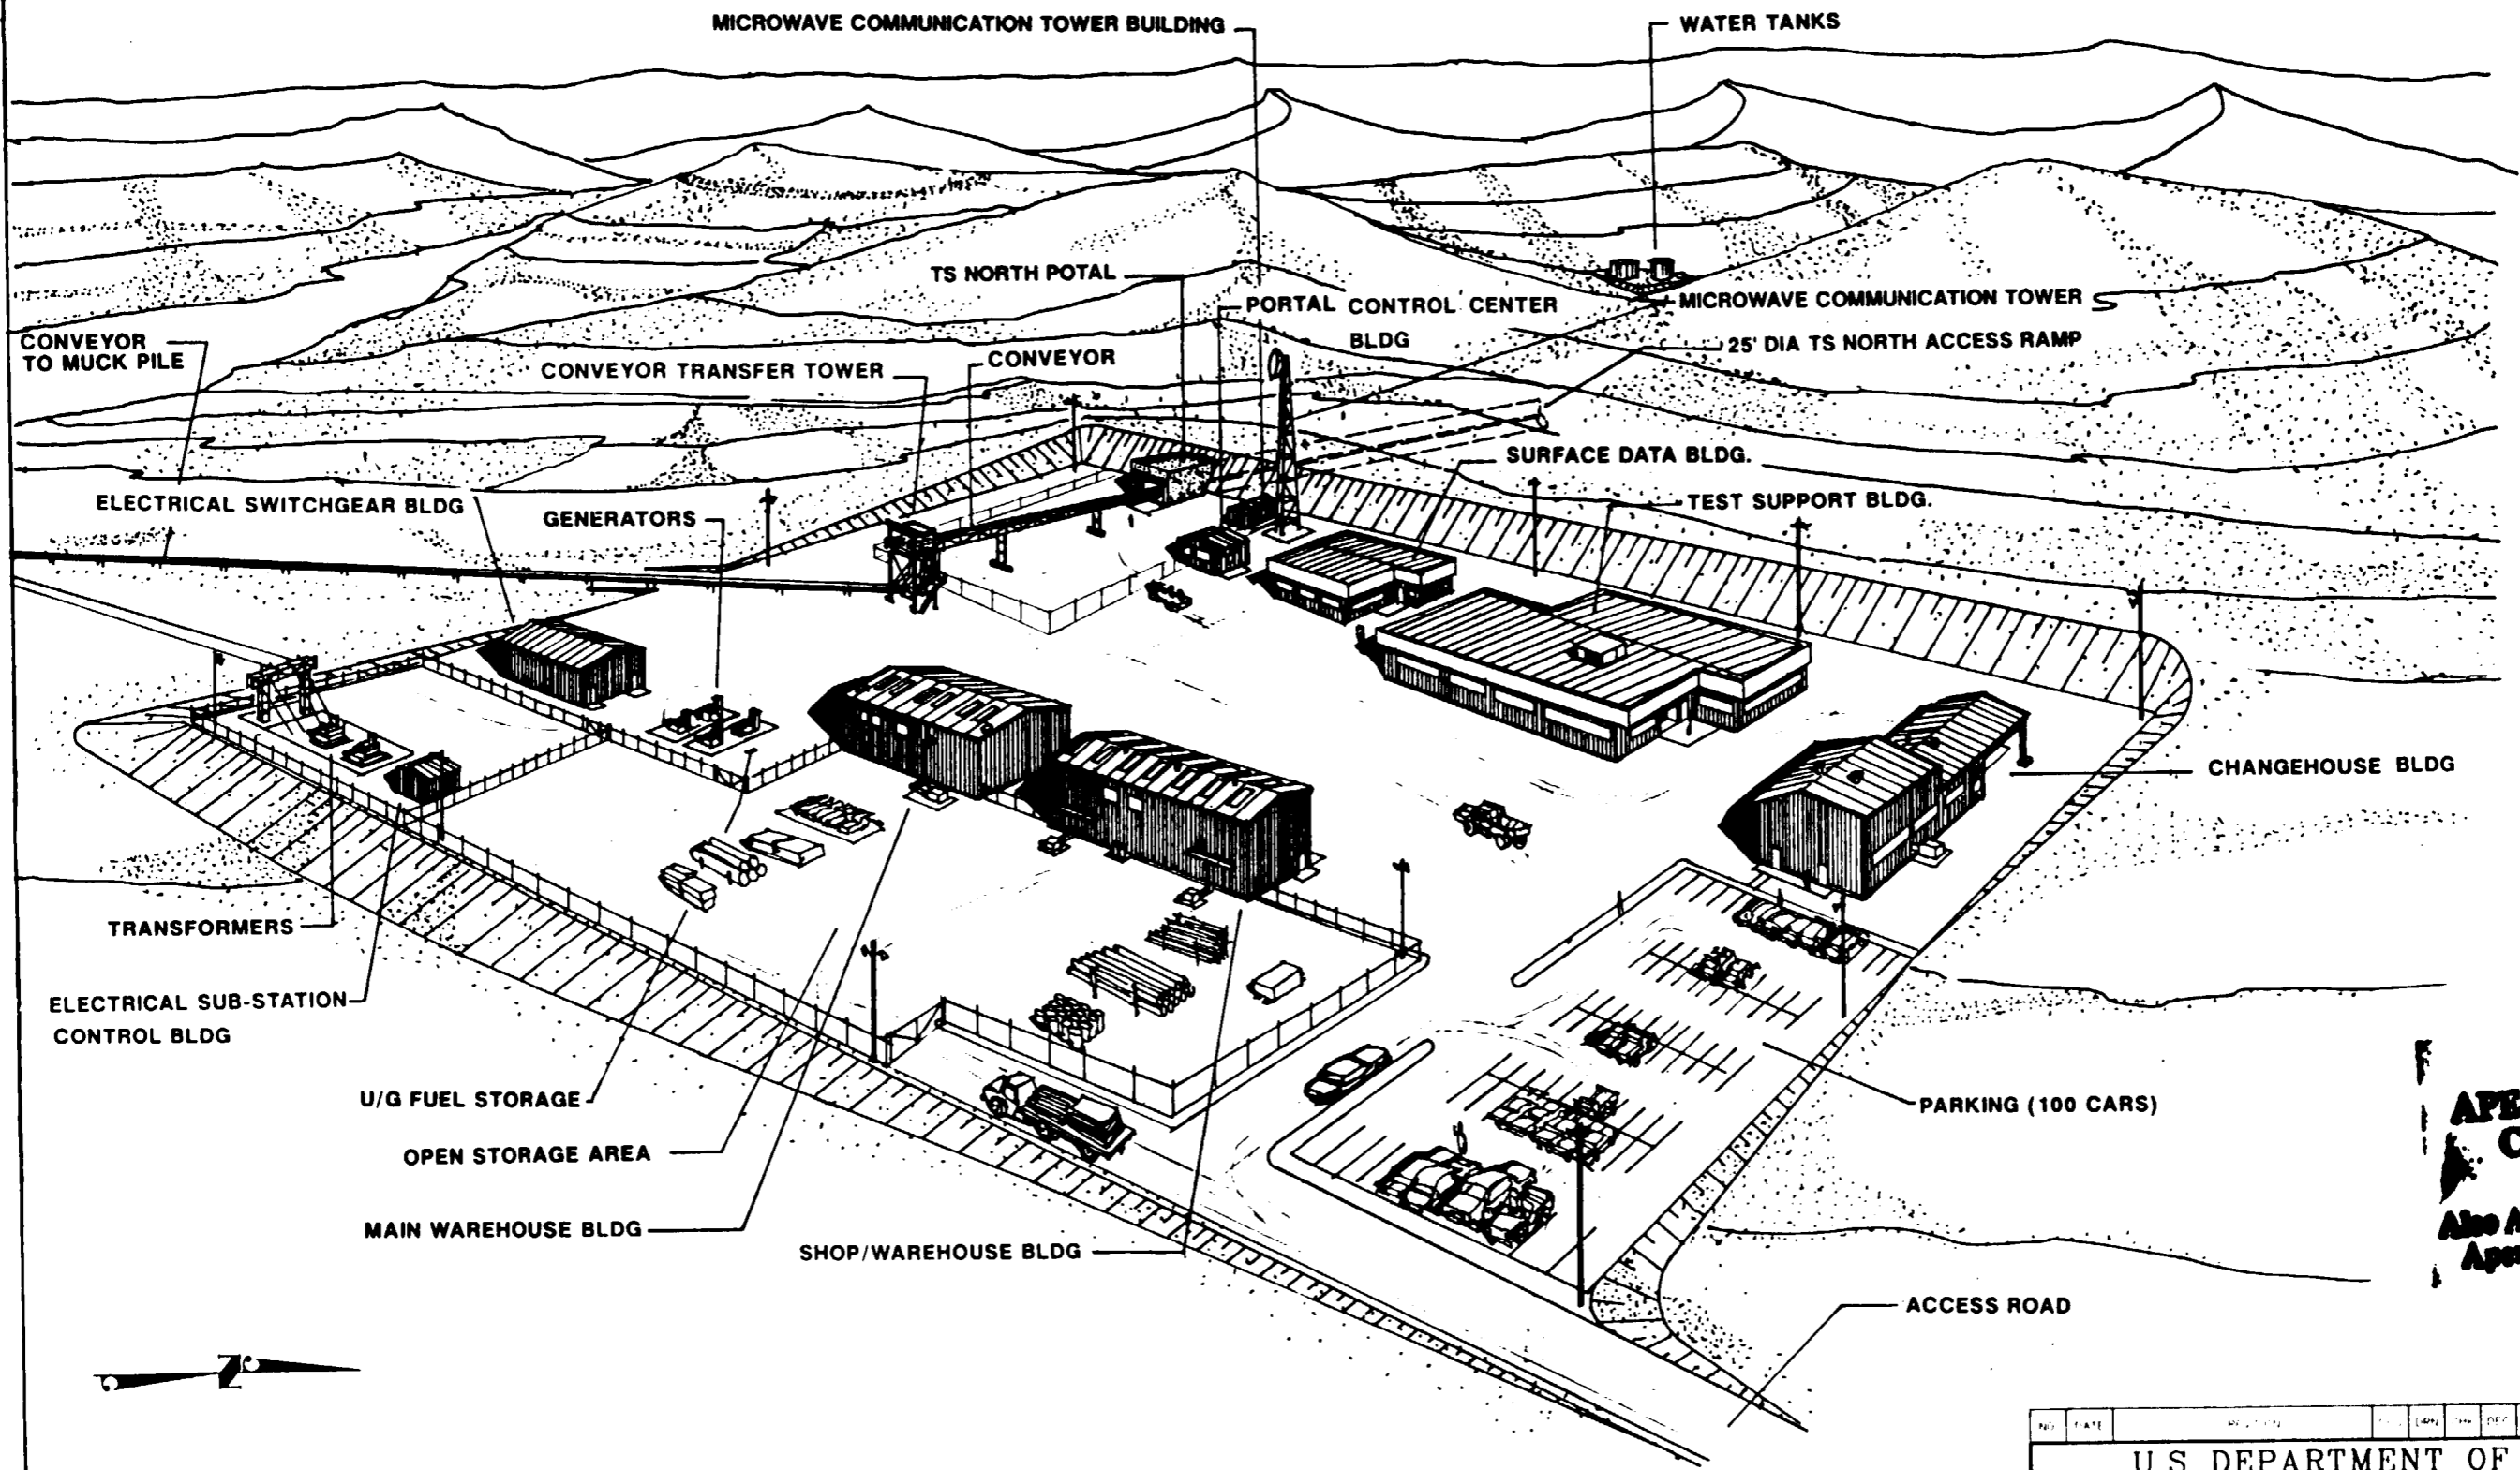 MICROWAVE COMMUNICATION TOWER BUILDING
WATER TANKS
TS NORTH POTAL
PORTAL CONTROL CENTER
BLDG
MICROWAVE COMMUNICATION TOWER
25' DIA TS NORTH ACCESS RAMP
CONVEYOR
TO MUCK PILE
CONVEYOR TRANSFER TOWER
CONVEYOR
SURFACE DATA BLDG.
TEST SUPPORT BLDG.
ELECTRICAL SWITCHGEAR BLDG
GENERATORS
CHANGEHOUSE BLDG
TRANSFORMERS
ELECTRICAL SUB-STATION
CONTROL BLDG
U/G FUEL STORAGE
OPEN STORAGE AREA
MAIN WAREHOUSE BLDG
SHOP/WAREHOUSE BLDG
PARKING (100 CARS)
ACCESS ROAD
N
Also
NO. DATE
U.S. DEPARTMENT OF